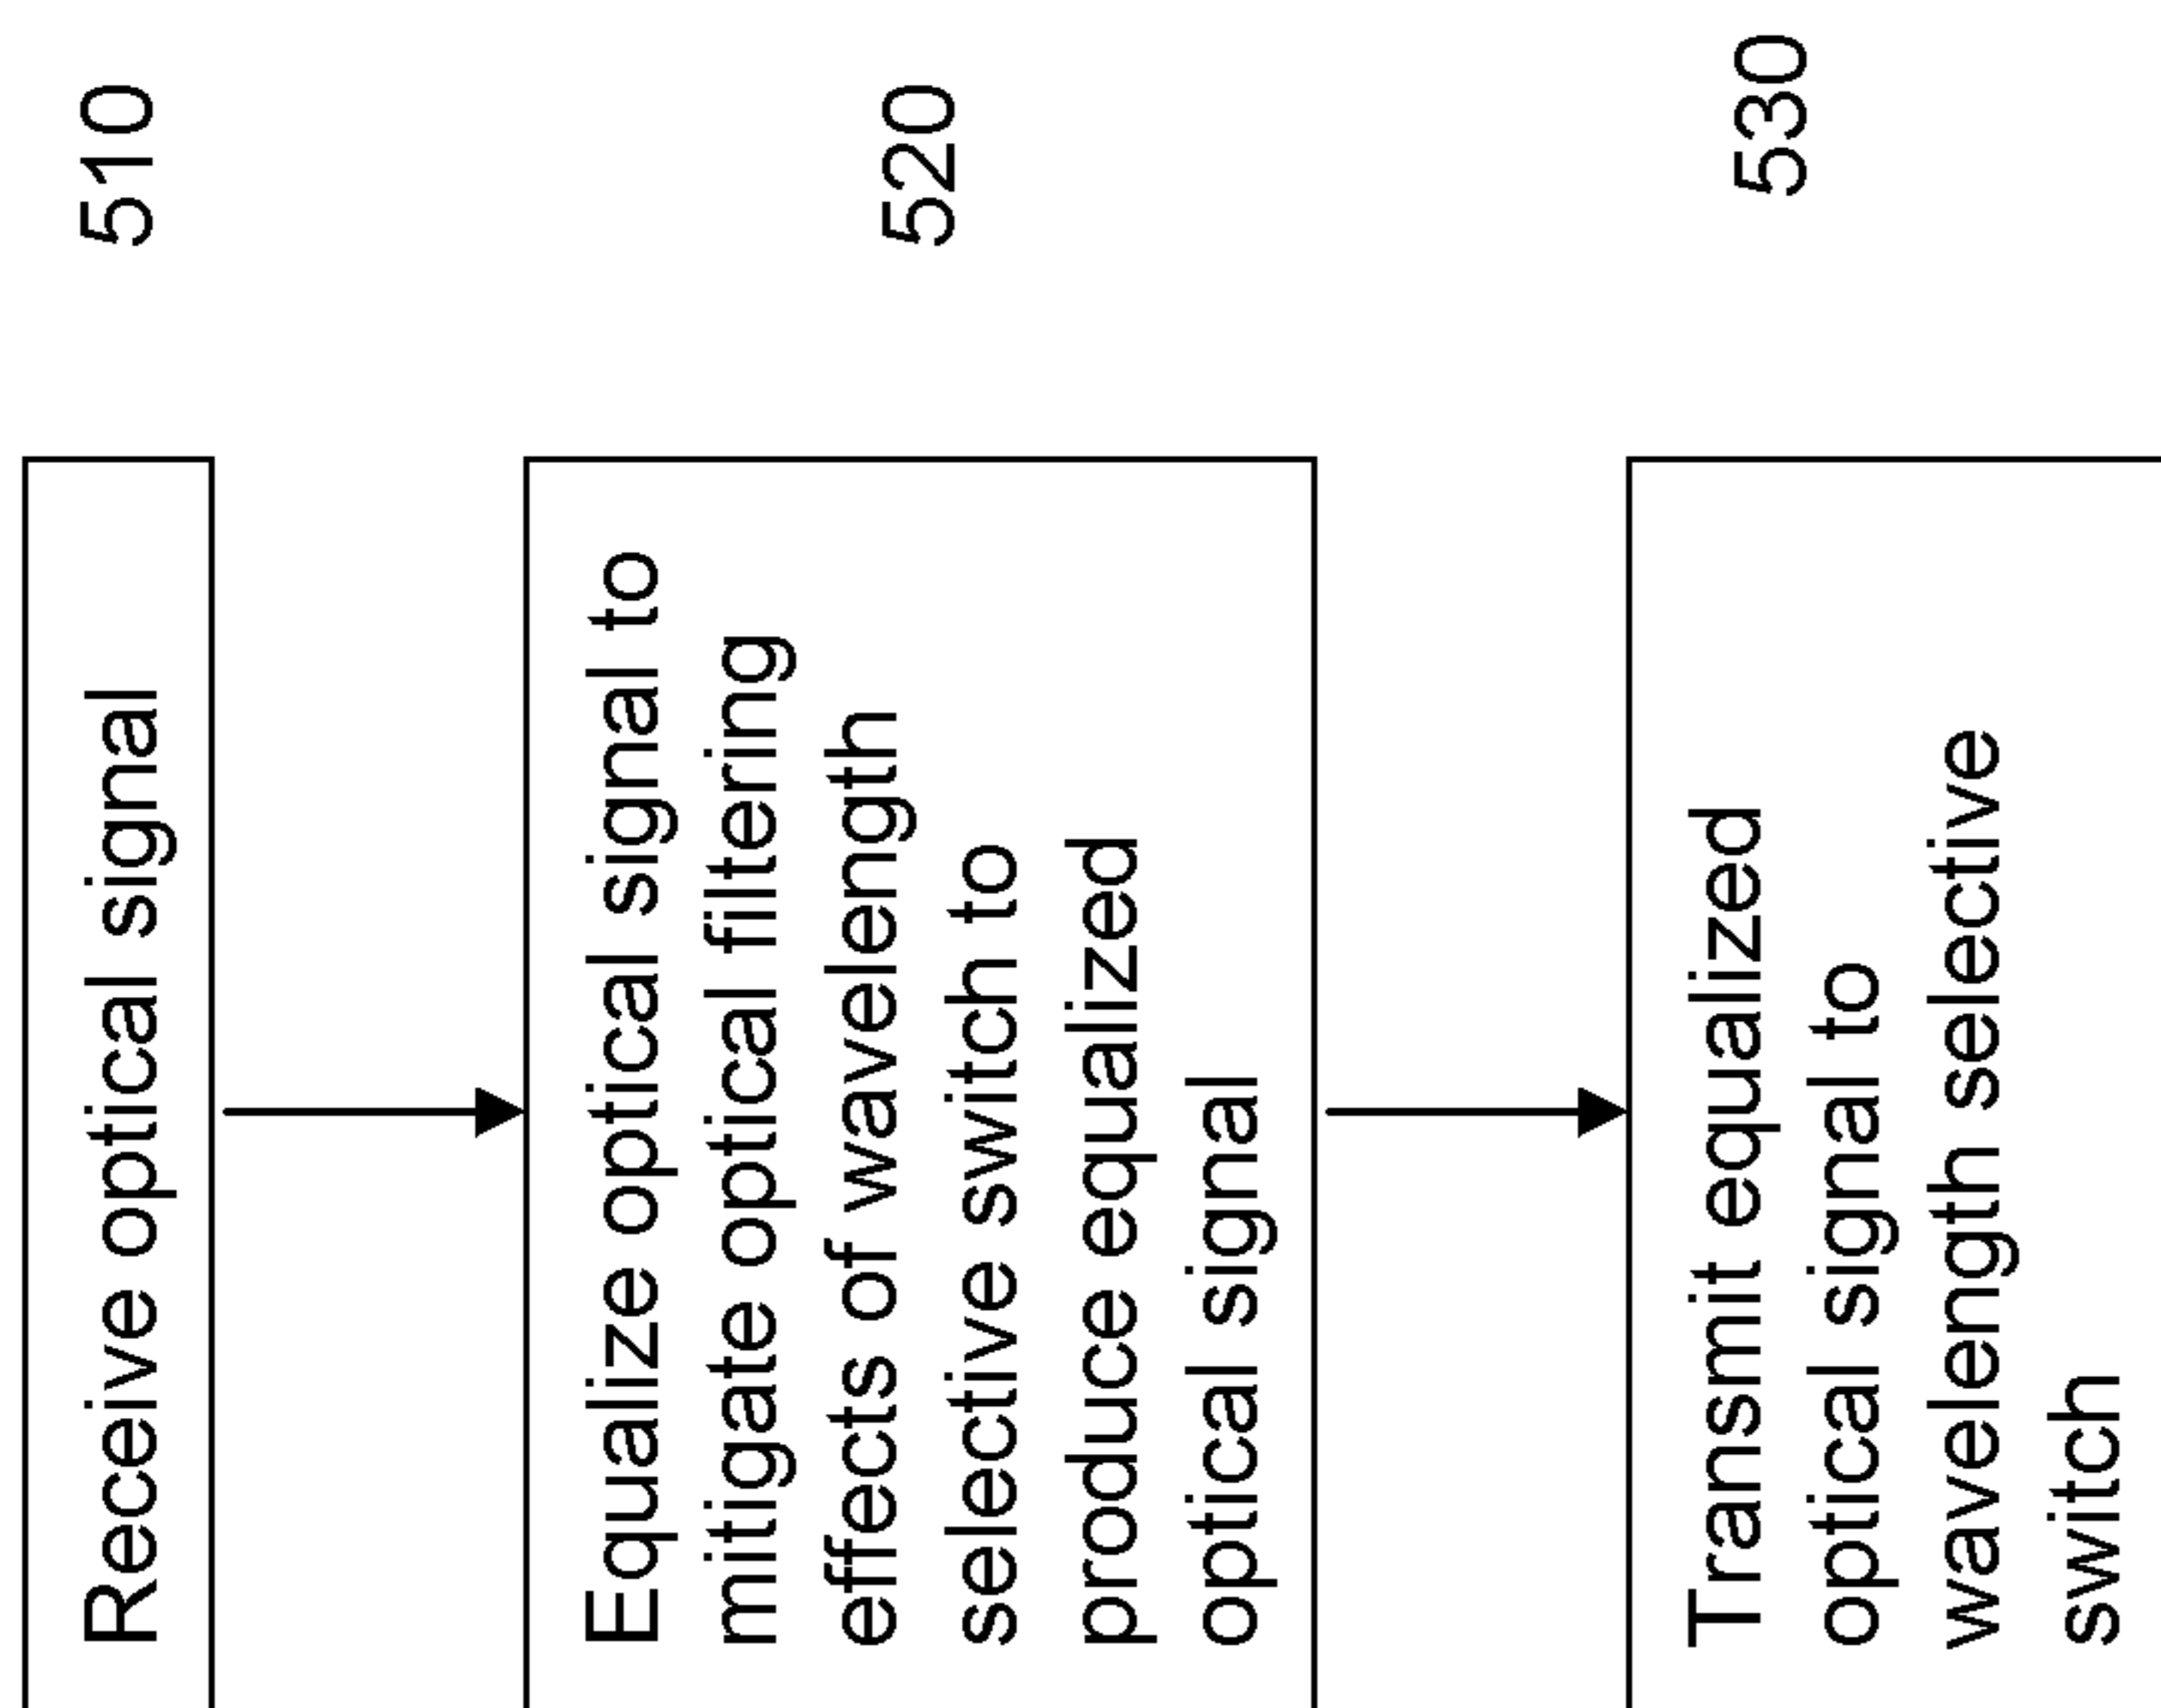 Receive optical signal
510
Equalize optical signal to
mitigate optical filtering
effects of wavelength
selective switch to
produce equalized
optical signal
520
Transmit equalized
optical signal to
wavelength selective
switch
530